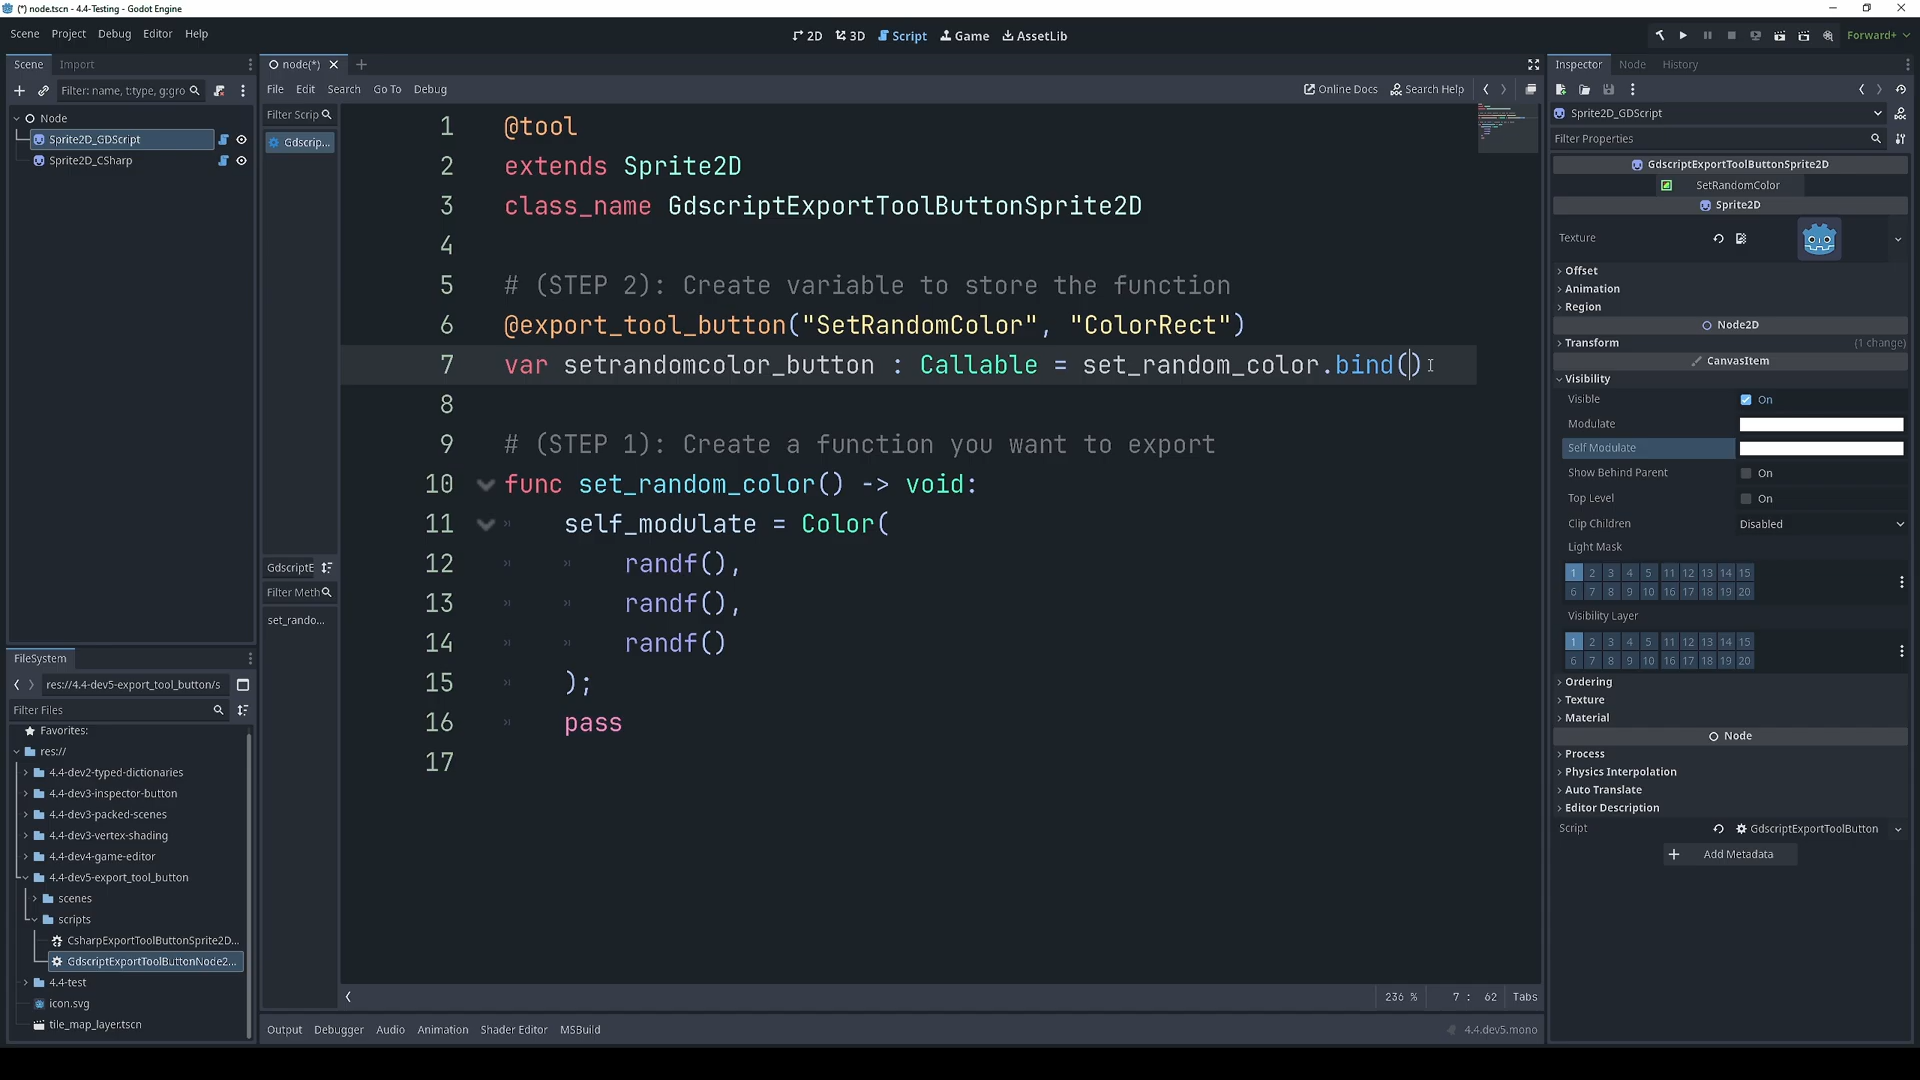 (*) node.tscn - 4.4-Testing - Godot Engine
Scene Project Debug Editor Help
2D 3D Script Game AssetLib
Forward+
Scene Import
Filter: name, t:type, g:gro
Node
Sprite2D_GDScript
Sprite2D_CSharp
node(*)
File Edit Search Go To Debug
Online Docs Search Help
Filter Scrip
Gdscrip...
GdscriptE
Filter Meth
set_rando...
1 @tool
2 extends Sprite2D
3 class_name GdscriptExportToolButtonSprite2D
4
5 # (STEP 2): Create variable to store the function
6 @export_tool_button("SetRandomColor", "ColorRect")
7 var setrandomcolor_button : Callable = set_random_color.bind()
8
9 # (STEP 1): Create a function you want to export
10 func set_random_color() -> void:
11 self_modulate = Color(
12 randf(),
13 randf(),
14 randf()
15 );
16 pass
17
236 % 7 : 62 Tabs
Output Debugger Audio Animation Shader Editor MSBuild
4.4.dev5.mono
FileSystem
res://4.4-dev5-export_tool_button/s
Filter Files
Favorites:
res://
4.4-dev2-typed-dictionaries
4.4-dev3-inspector-button
4.4-dev3-packed-scenes
4.4-dev3-vertex-shading
4.4-dev4-game-editor
4.4-dev5-export_tool_button
scenes
scripts
CsharpExportToolButtonSprite2D...
GdscriptExportToolButtonNode2...
4.4-test
icon.svg
tile_map_layer.tscn
Inspector Node History
Sprite2D_GDScript
Filter Properties
GdscriptExportToolButtonSprite2D
SetRandomColor
Sprite2D
Texture
Offset
Animation
Region
Node2D
Transform (1 change)
CanvasItem
Visibility
Visible On
Modulate
Self Modulate
Show Behind Parent On
Top Level On
Clip Children Disabled
Light Mask
1 2 3 4 5 11 12 13 14 15
6 7 8 9 10 16 17 18 19 20
Visibility Layer
1 2 3 4 5 11 12 13 14 15
6 7 8 9 10 16 17 18 19 20
Ordering
Texture
Material
Node
Process
Physics Interpolation
Auto Translate
Editor Description
Script GdscriptExportToolButton
Add Metadata